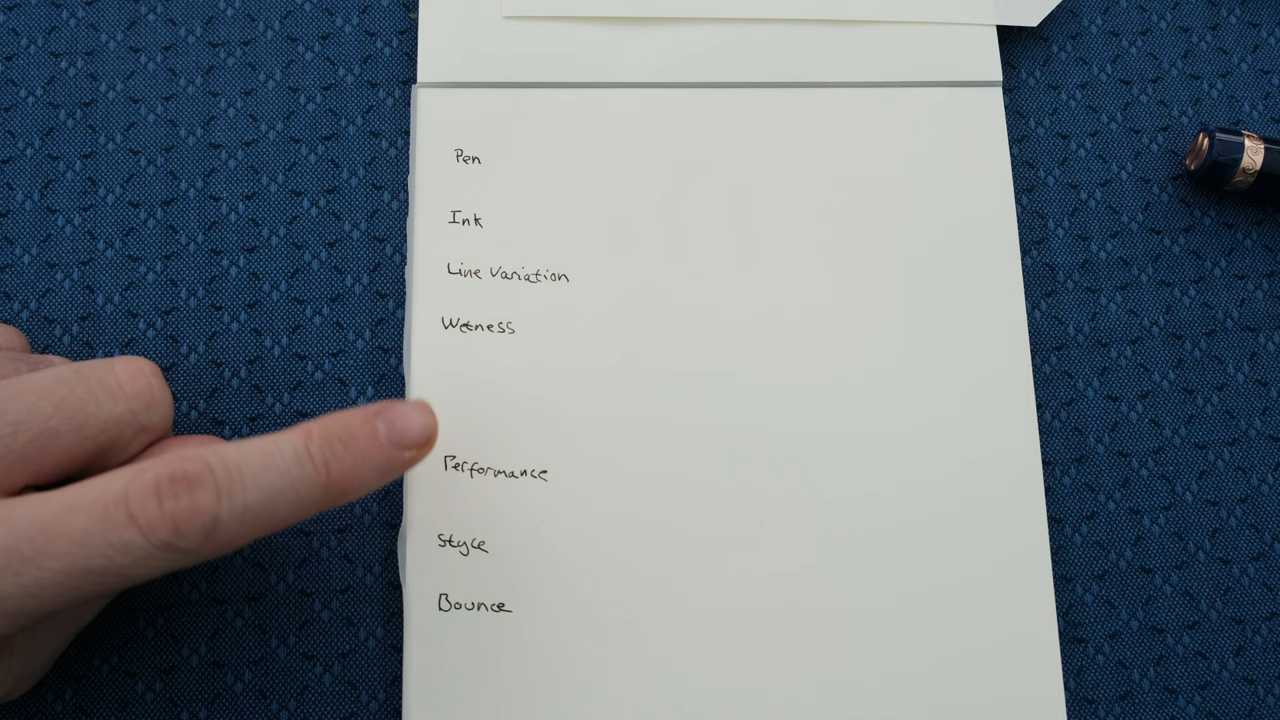 Pen
Ink
Line Variation
Wetness
Performance
Style
Bounce